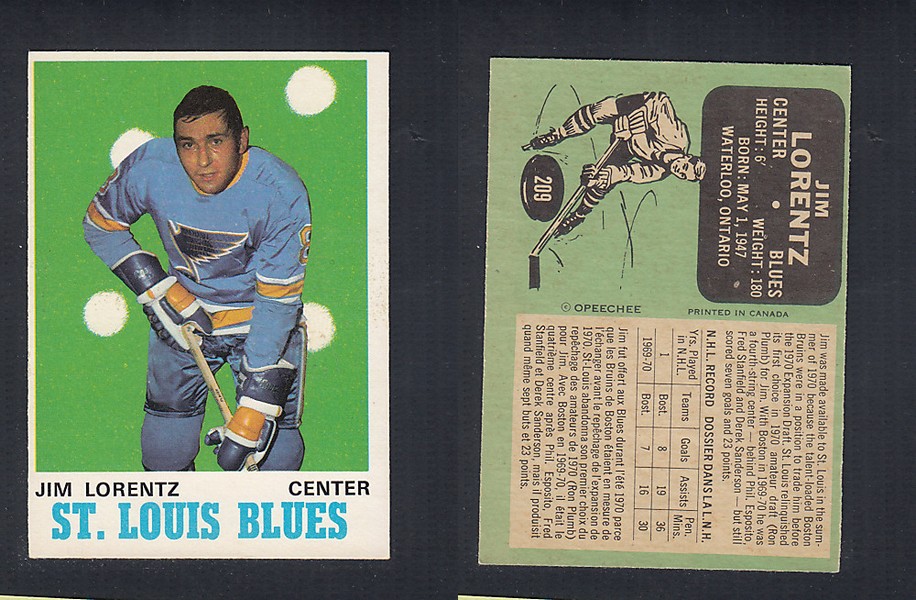 JIM LORENTZ CENTER
ST. LOUIS BLUES
JIM
LORENTZ
CENTER • BLUES
HEIGHT: 6' WEIGHT: 180
BORN: MAY 1, 1947
WATERLOO, ONTARIO
209
© OPEECHEE PRINTED IN CANADA
Jim was made available to St. Louis in the sum-
mer of 1970 because the talent-loaded Boston
Bruins were in a position to trade him before
the 1970 Expansion Draft. St. Louis relinquished
its first choice in 1970 amateur draft (Ron
Plumb) for Jim. With Boston in 1969-70 he was
a fourth-string center — behind Phil Esposito,
Fred Stanfield and Derek Sanderson — but still
scored seven goals and 23 points.
N.H.L. RECORD DOSSIER DANS LA L.N.H.
Yrs. Played in N.H.L. Teams Goals Assists Pen. Mins.
1 Bost. 8 19 36
1969-70 Bost. 7 16 30
Jim fut offert aux Blues durant l'été 1970 parce
que les Bruins de Boston étaient en mesure de
l'échanger avant le repêchage de l'expansion de
1970. St-Louis abandonna son premier choix du
repêchage des amateurs de 1970 (Ron Plumb)
pour Jim. Avec Boston en 1969-70, il était le
quatrième centre après Phil. Esposito, Fred
Stanfield et Derek Sanderson, mais il produisit
quand même sept buts et 23 points.